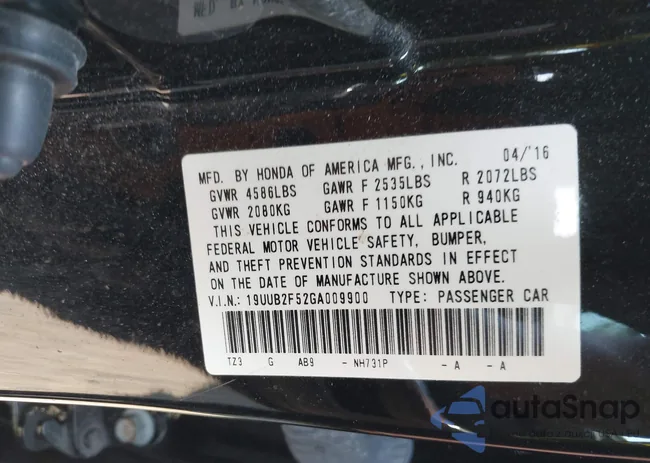 MFD. BY HONDA OF AMERICA MFG., INC. 04/'16
GVWR 4586LBS GAWR F 2535LBS R 2072LBS
GVWR 2080KG GAWR F 1150KG R 940KG
THIS VEHICLE CONFORMS TO ALL APPLICABLE
FEDERAL MOTOR VEHICLE SAFETY, BUMPER,
AND THEFT PREVENTION STANDARDS IN EFFECT
ON THE DATE OF MANUFACTURE SHOWN ABOVE.
V.I.N.: 19UUB2F52GA009900 TYPE: PASSENGER CAR
TZ3 G AB9 - NH731P - A - A
autoSnap